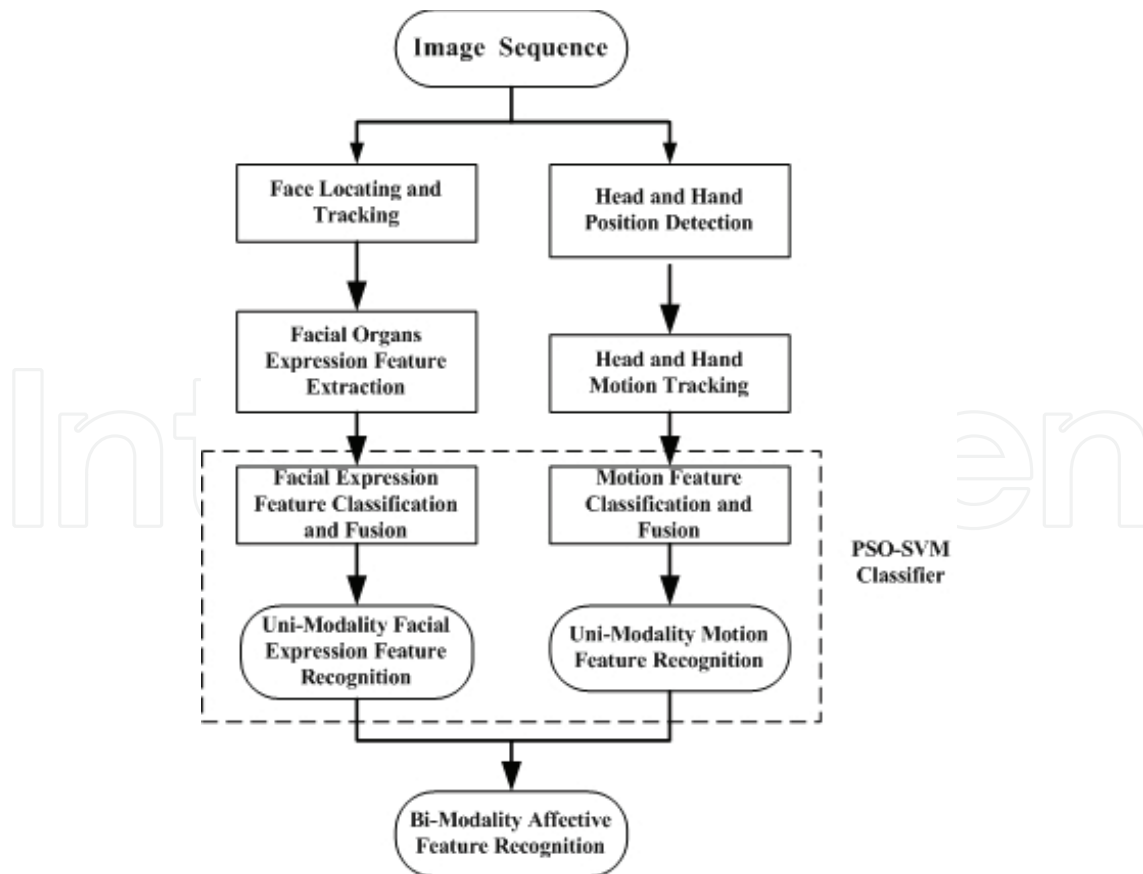 Image Sequence
Face Locating and
Tracking
Head and Hand
Position Detection
Facial Organs
Expression Feature
Extraction
Head and Hand
Motion Tracking
Facial Expression
Feature Classification
and Fusion
Motion Feature
Classification and
Fusion
PSO-SVM
Classifier
Uni-Modality Facial
Expression Feature
Recognition
Uni-Modality Motion
Feature Recognition
Bi-Modality Affective
Feature Recognition